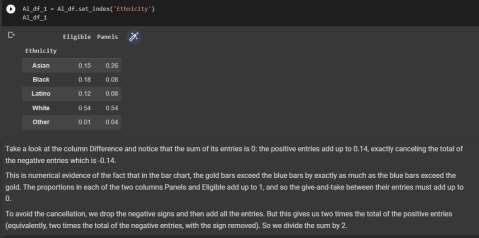 Al_df_1 = Al_df.set_index('Ethnicity')
Al_df_1
Eligible Panels
Ethnicity
Asian 0.15 0.26
Black 0.18 0.08
Latino 0.12 0.08
White 0.54 0.54
Other 0.01 0.04
Take a look at the column Difference and notice that the sum of its entries is 0: the positive entries add up to 0.14, exactly canceling the total of
the negative entries which is -0.14.
This is numerical evidence of the fact that in the bar chart, the gold bars exceed the blue bars by exactly as much as the blue bars exceed the
gold. The proportions in each of the two columns Panels and Eligible add up to 1, and so the give-and-take between their entries must add up to
0.
To avoid the cancellation, we drop the negative signs and then add all the entries. But this gives us two times the total of the positive entries
(equivalently, two times the total of the negative entries, with the sign removed). So we divide the sum by 2.